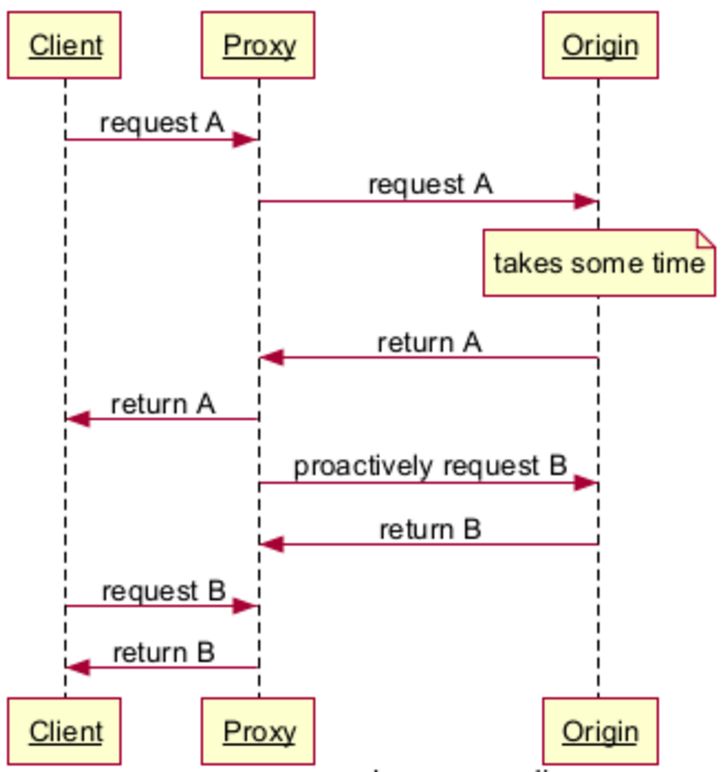 Client
Proxy
Origin
request A
request A
takes some time
return A
return A
proactively request B
return B
request B
return B
Client
Proxy
Origin